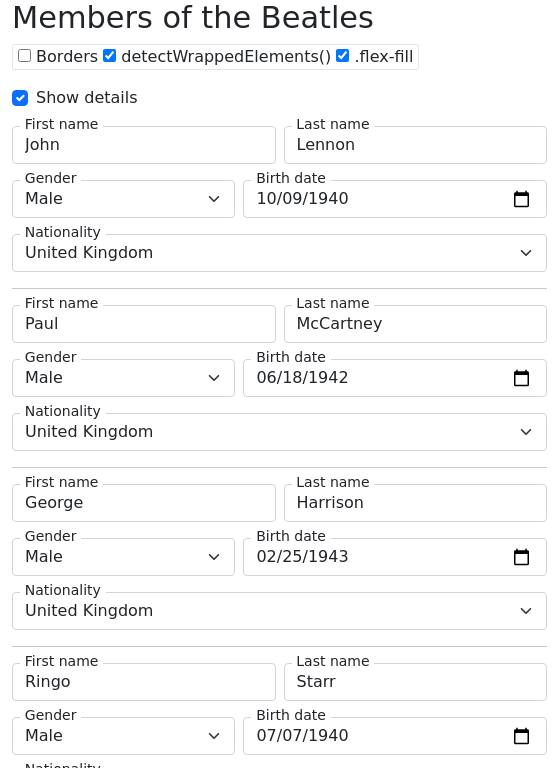 Members of the Beatles
Borders detectWrappedElements() .flex-fill
Show details
First name Last name
John Lennon
Gender Birth date
Male 10/09/1940
Nationality
United Kingdom
First name Last name
Paul McCartney
Gender Birth date
Male 06/18/1942
Nationality
United Kingdom
First name Last name
George Harrison
Gender Birth date
Male 02/25/1943
Nationality
United Kingdom
First name Last name
Ringo Starr
Gender Birth date
Male 07/07/1940
Nationality